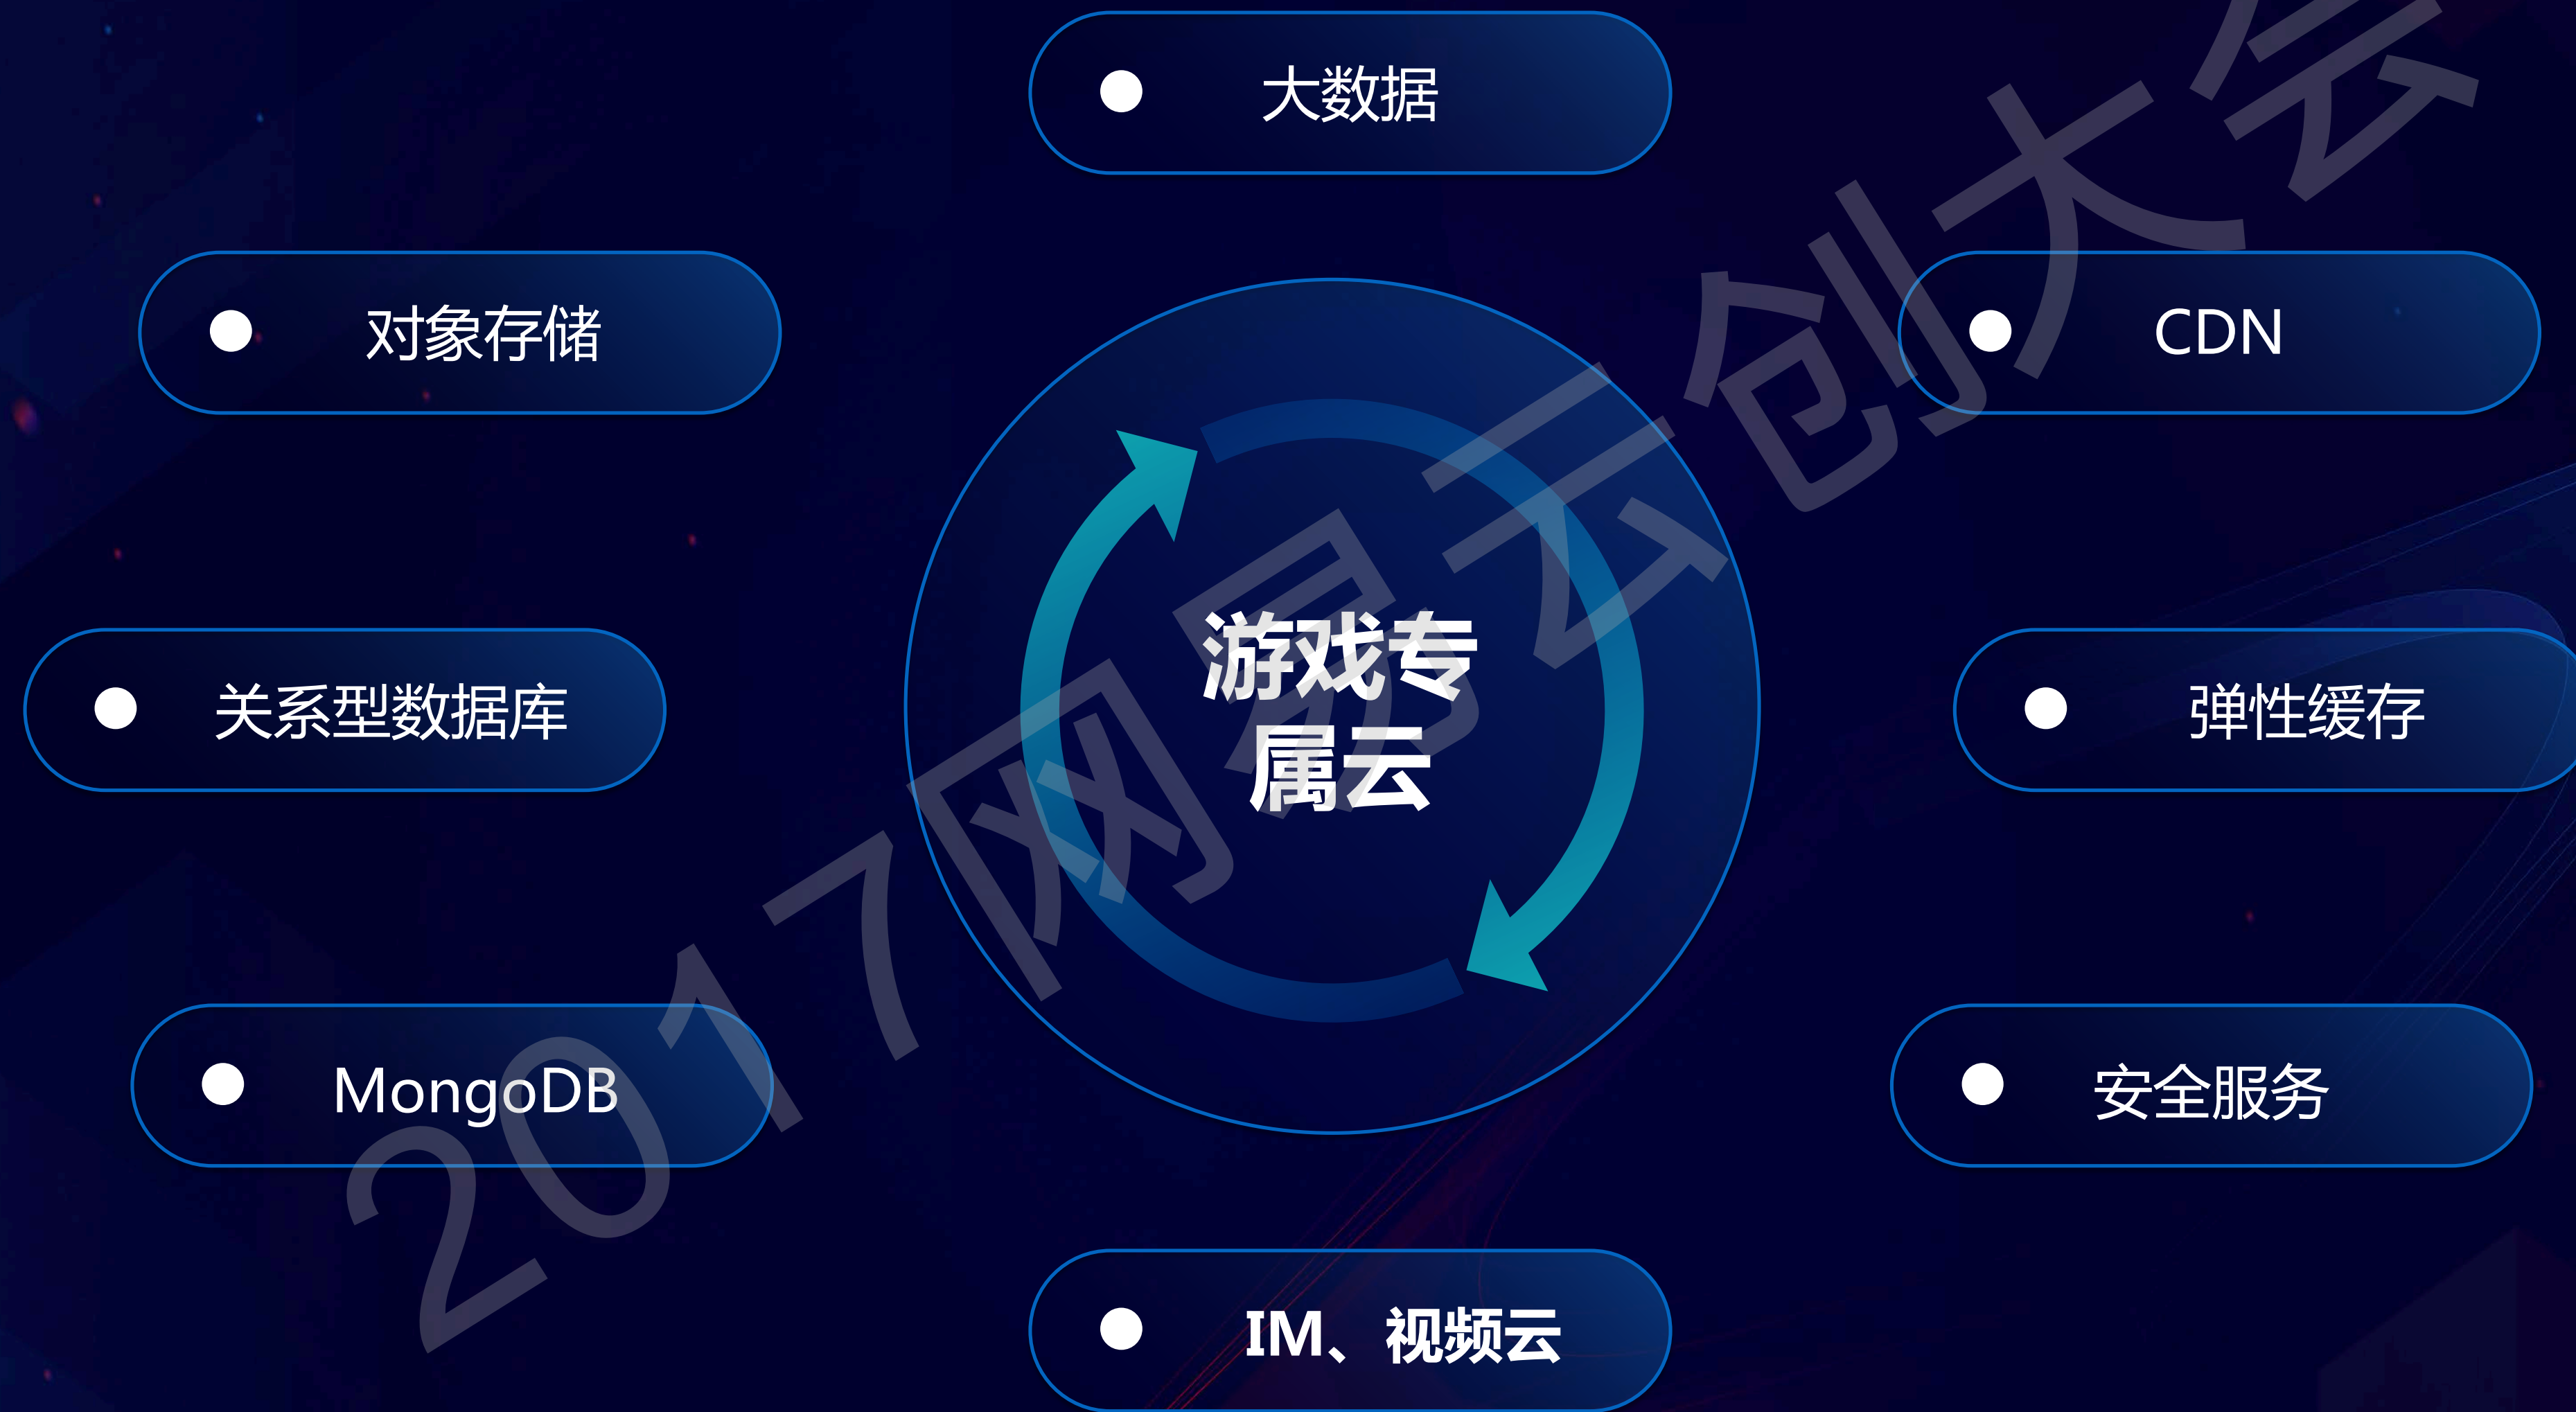 大数据
对象存储
CDN
游戏专
属云
关系型数据库
弹性缓存
MongoDB
安全服务
IM、视频云
2017网易云创大会